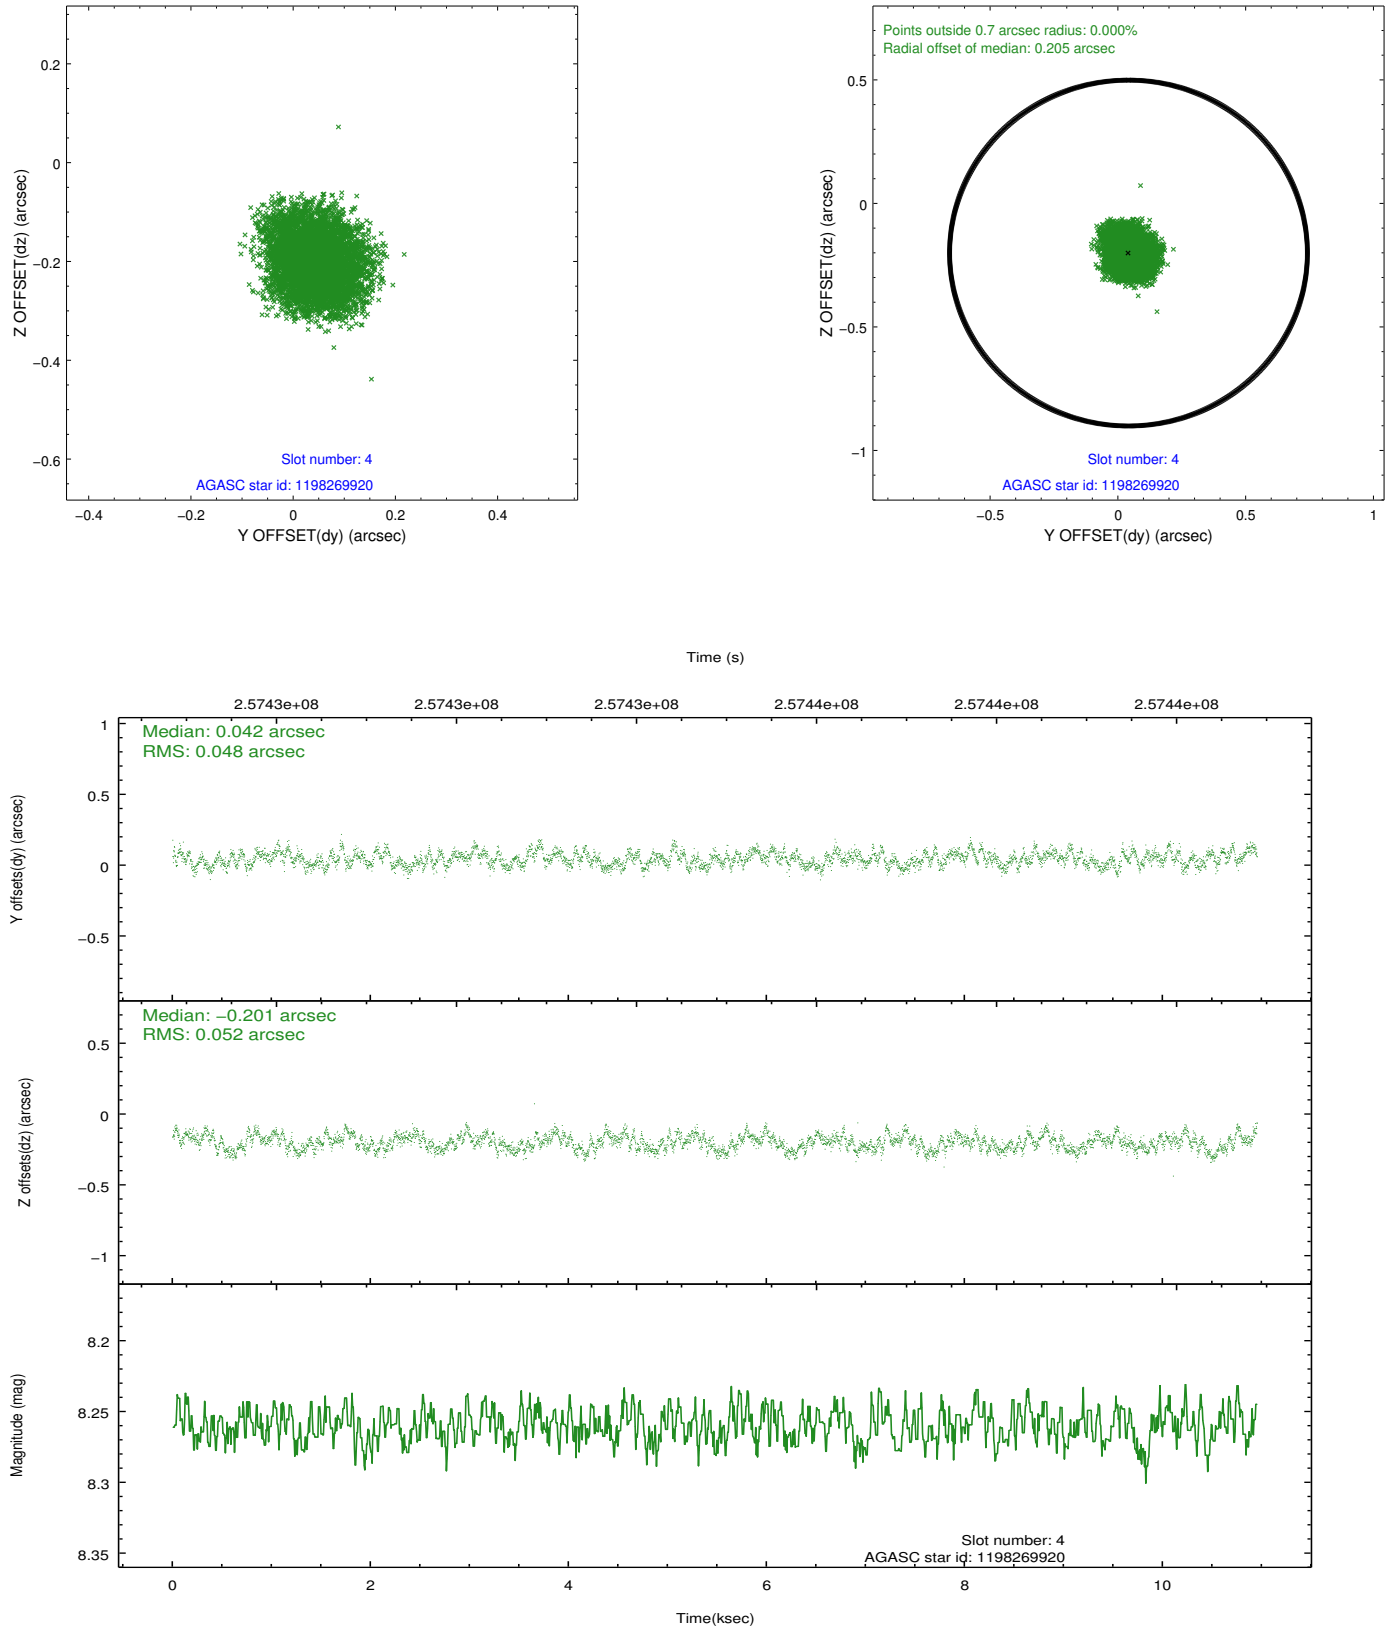 0.2
0
−0.2
−0.4
−0.6
Z OFFSET(dz) (arcsec)
Slot number: 4
AGASC star id: 1198269920
−0.4
−0.2
0
0.2
0.4
Y OFFSET(dy) (arcsec)
Points outside 0.7 arcsec radius: 0.000%
Radial offset of median: 0.205 arcsec
0.5
0
−0.5
−1
Z OFFSET(dz) (arcsec)
Slot number: 4
AGASC star id: 1198269920
−0.5
0
0.5
1
Y OFFSET(dy) (arcsec)
Time (s)
2.5743e+08
2.5743e+08
2.5743e+08
2.5744e+08
2.5744e+08
2.5744e+08
Median: 0.042 arcsec
RMS: 0.048 arcsec
1
0.5
0
−0.5
Y offsets(dy) (arcsec)
Median: −0.201 arcsec
RMS: 0.052 arcsec
0.5
0
−0.5
−1
Z offsets(dz) (arcsec)
8.2
8.25
8.3
8.35
Magnitude (mag)
Slot number: 4
AGASC star id: 1198269920
0
2
4
6
8
10
Time(ksec)